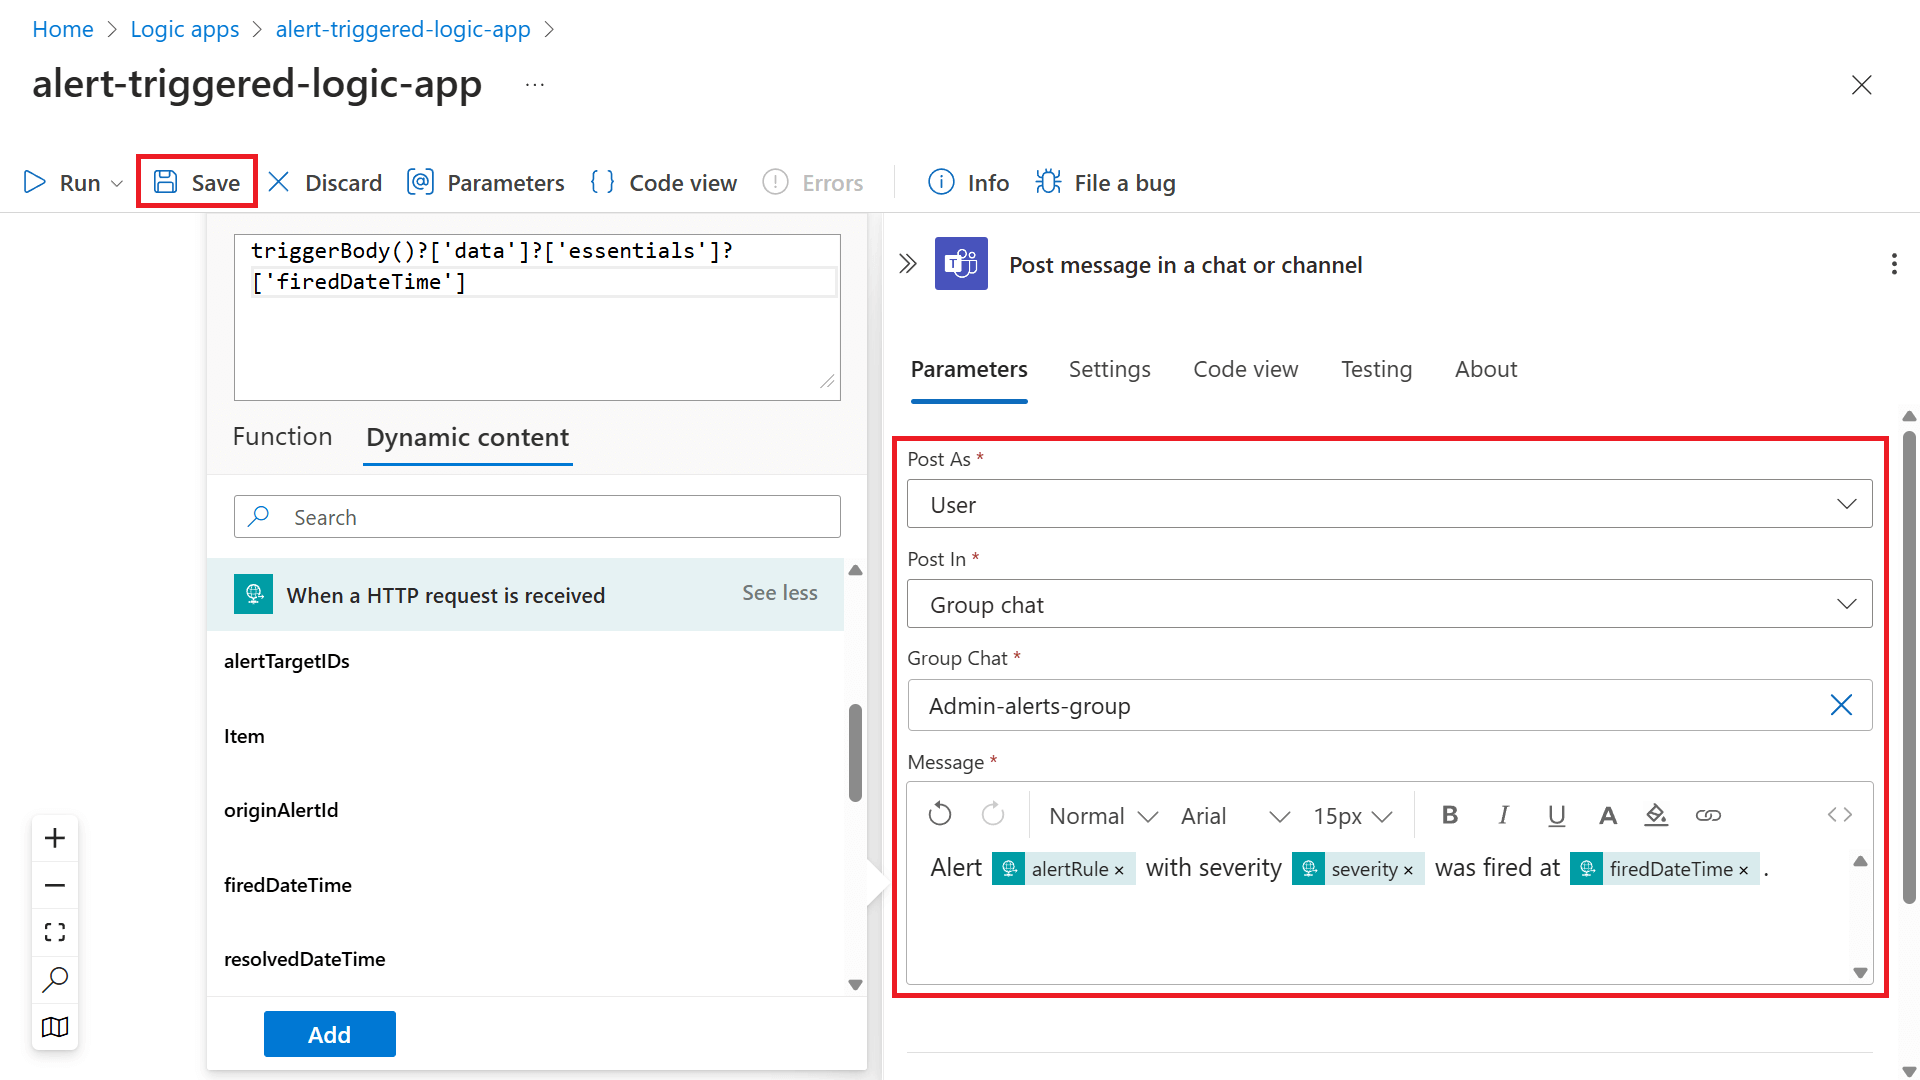 Home > Logic apps > alert-triggered-logic-app >
alert-triggered-logic-app ...
Run Save Discard Parameters Code view Errors Info File a bug
triggerBody()?['data']?['essentials']?
['firedDateTime']
Function Dynamic content
Search
When a HTTP request is received See less
alertTargetIDs
Item
originAlertId
firedDateTime
resolvedDateTime
Add
Post message in a chat or channel
Parameters Settings Code view Testing About
Post As *
User
Post In *
Group chat
Group Chat *
Admin-alerts-group
Message *
Normal Arial 15px B I U A
Alert alertRule × with severity severity × was fired at firedDateTime × .